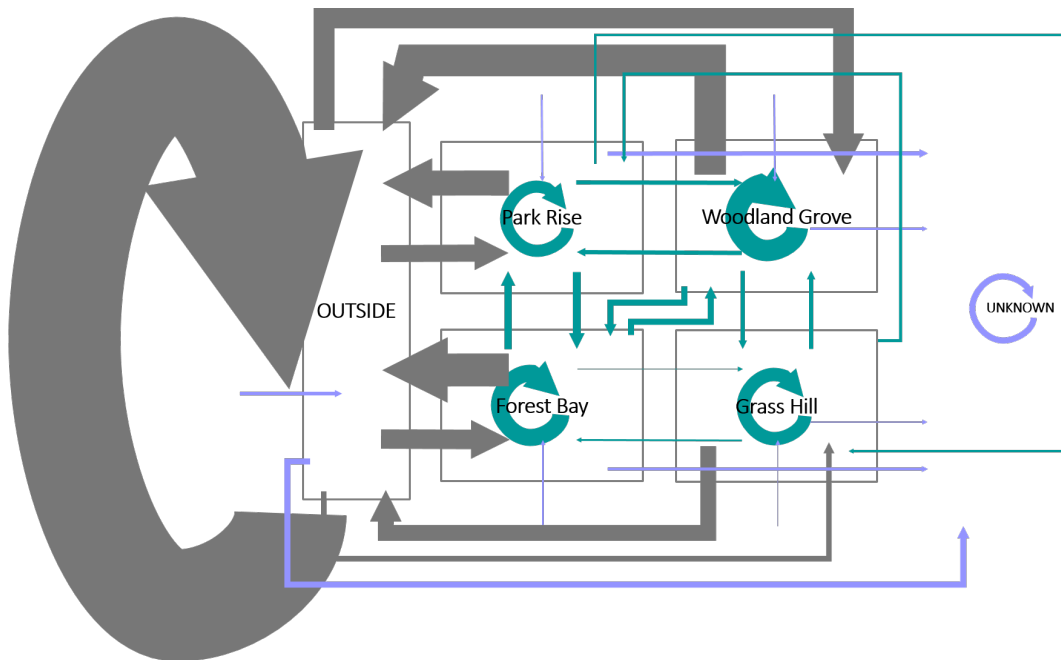 Park Rise
Woodland Grove
OUTSIDE
UNKNOWN
Forest Bay
Grass Hill